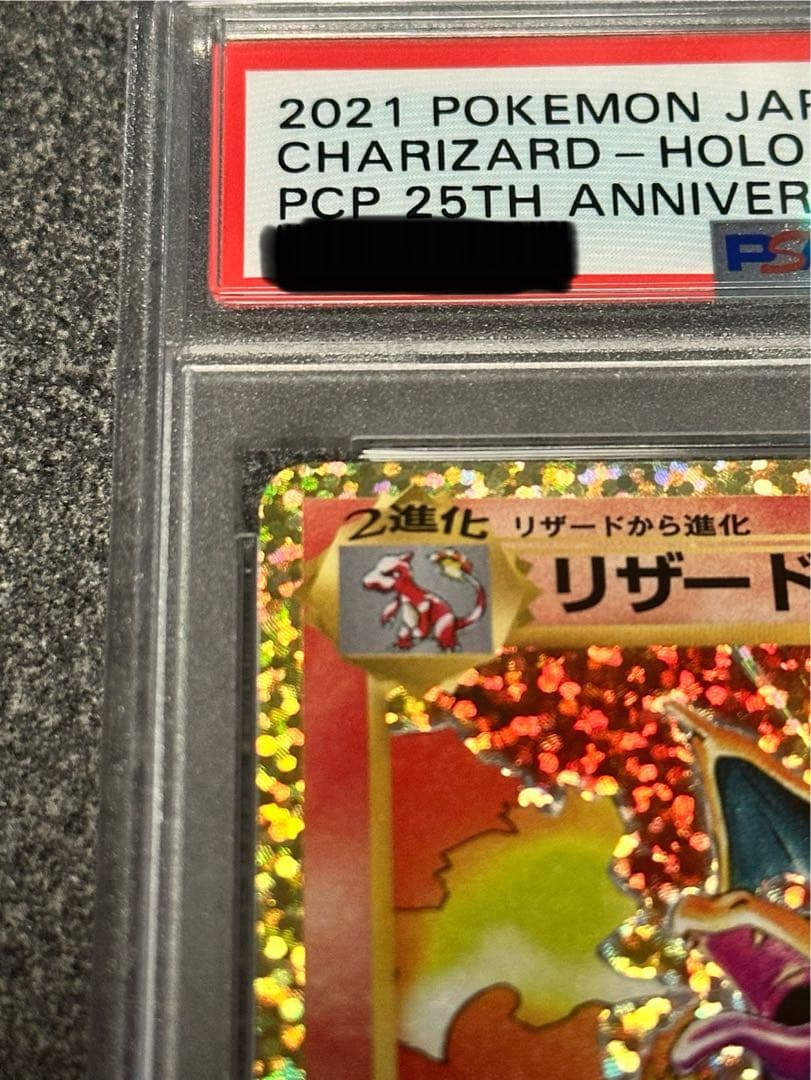 2021 POKEMON JAP
CHARIZARD-HOLO
PCP 25TH ANNIVER
PS
2進化 リザードから進化
リザード